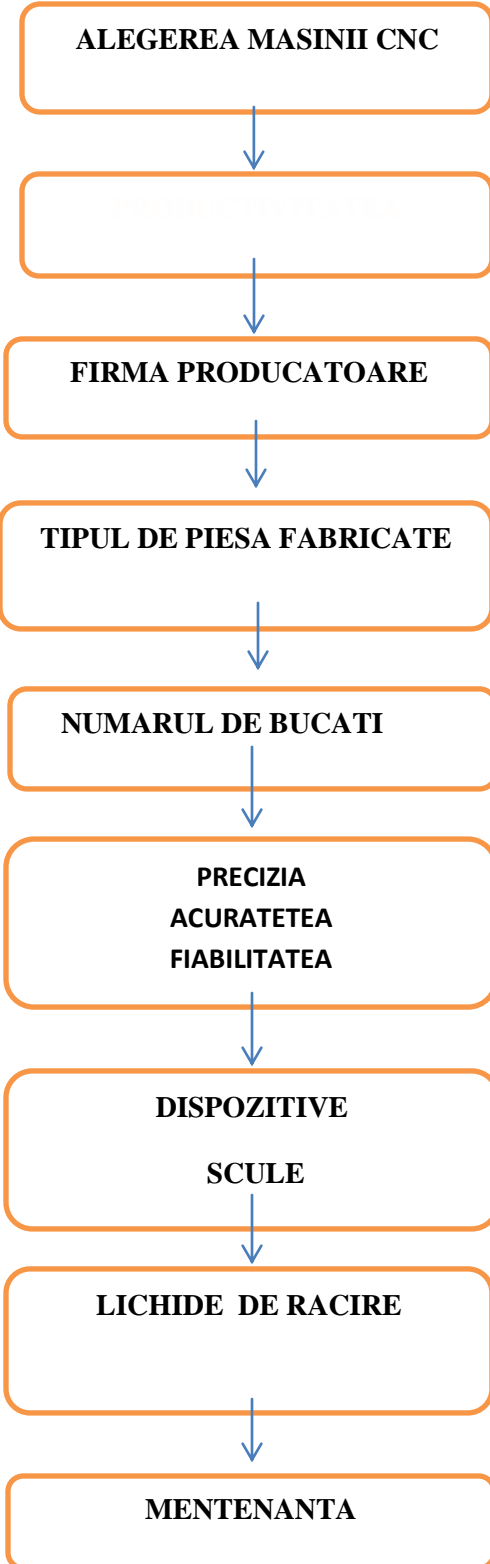 ALEGEREA MASINII CNC
FIRMA PRODUCATOARE
TIPUL DE PIESA FABRICATE
NUMARUL DE BUCATI
PRECIZIA
ACURATETEA
FIABILITATEA
DISPOZITIVE
SCULE
LICHIDE DE RACIRE
MENTENANTA